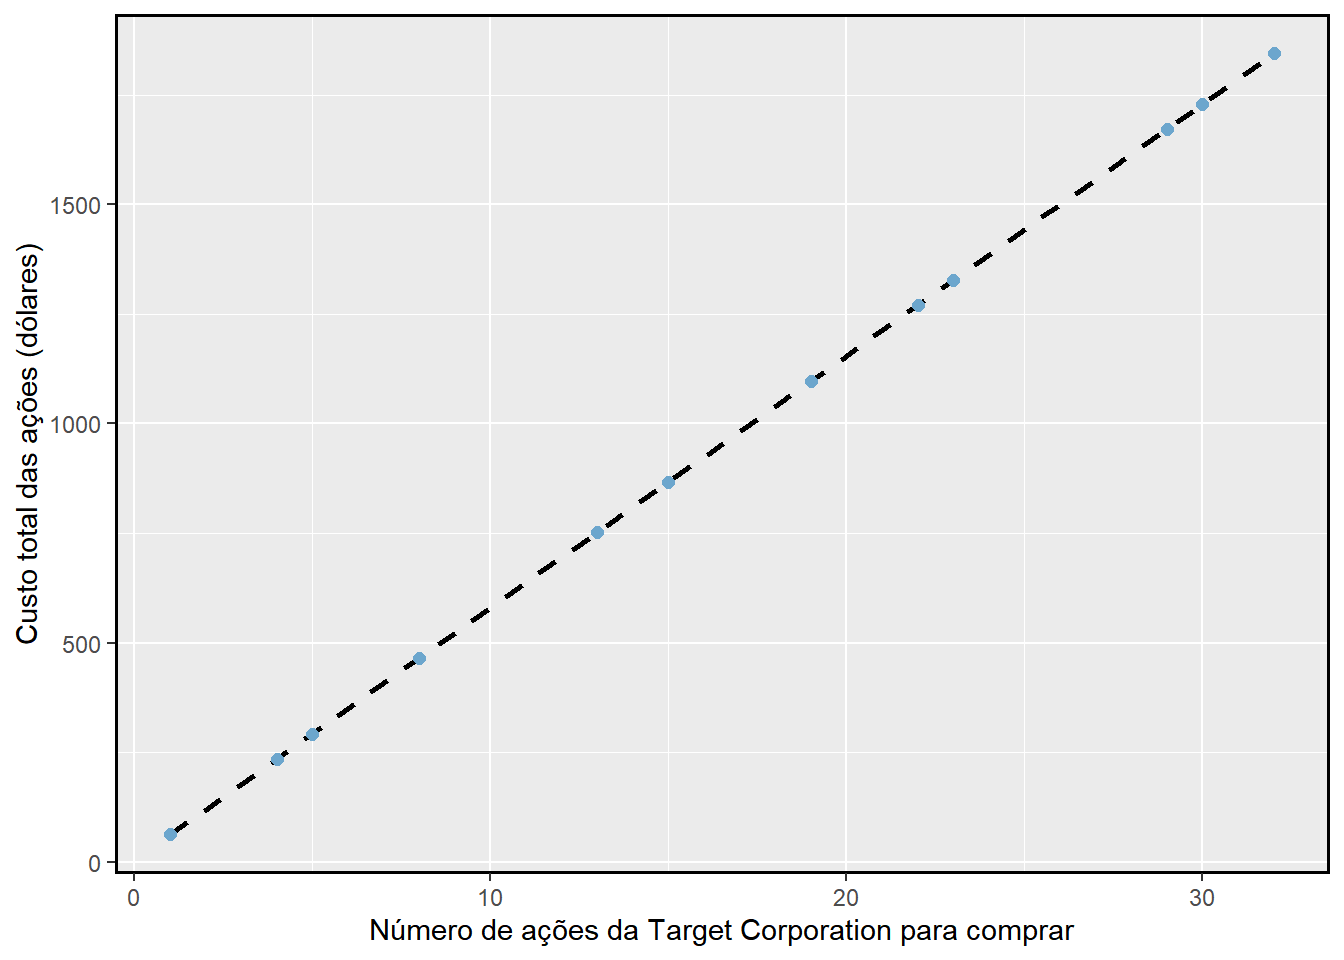 Custo total das ações (dólares)
1500
1000
500
0
0 10 20 30
Número de ações da Target Corporation para comprar